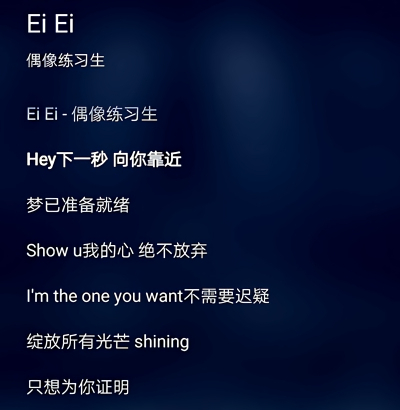 Ei Ei
偶像练习生
Ei Ei - 偶像练习生
Hey下一秒 向你靠近
梦已准备就绪
Show u我的心 绝不放弃
I'm the one you want不需要迟疑
绽放所有光芒 shining
只想为你证明